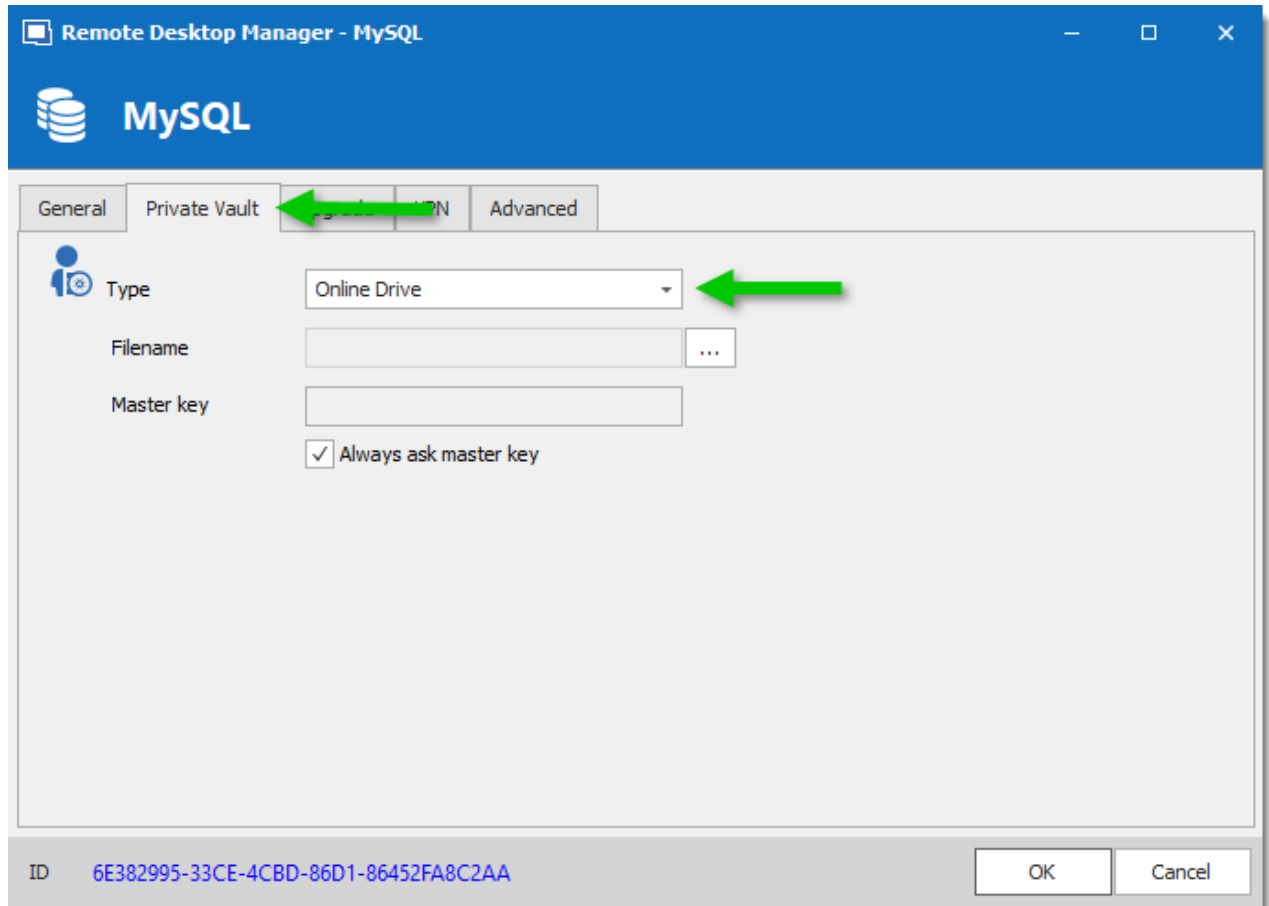 Remote Desktop Manager - MySQL
MySQL
General Private Vault VPN Advanced
Type Online Drive
Filename ...
Master key
Always ask master key
ID 6E382995-33CE-4CBD-86D1-86452FA8C2AA OK Cancel